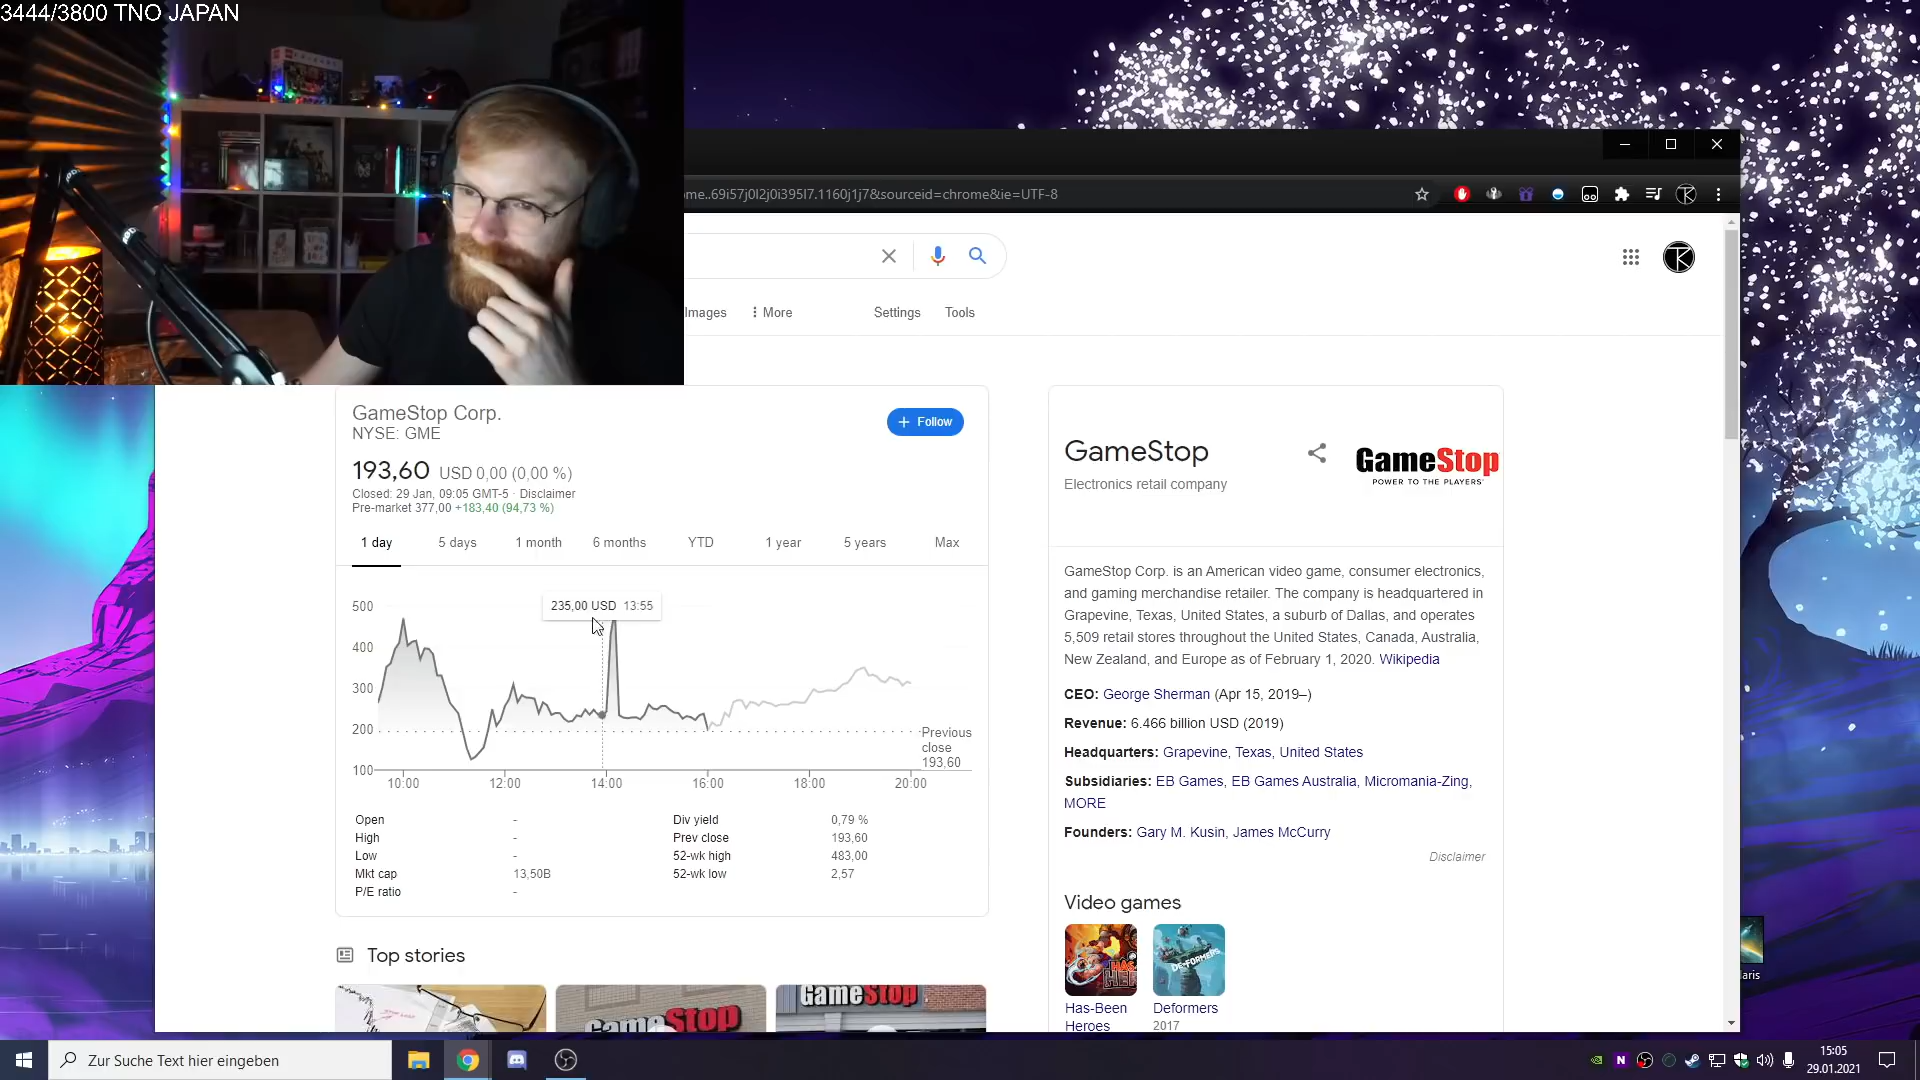 3444/3800 TNO JAPAN
me..69i57j0l2j0i395l7.1160j1j7&sourceid=chrome&ie=UTF-8
Images
More
Settings
Tools
GameStop Corp.
NYSE: GME
Follow
193,60 USD 0,00 (0,00 %)
Closed: 29 Jan, 09:05 GMT-5 · Disclaimer
Pre-market 377,00 +183,40 (94,73 %)
1 day 5 days 1 month 6 months YTD 1 year 5 years Max
235,00 USD 13:55
500
400
300
200
100
Previous
close
193,60
10:00 12:00 14:00 16:00 18:00 20:00
Open - Div yield 0,79 %
High - Prev close 193,60
Low - 52-wk high 483,00
Mkt cap 13,50B 52-wk low 2,57
P/E ratio -
Top stories
GameStop
GameStop
GameStop
Electronics retail company
GameStop
POWER TO THE PLAYERS
GameStop Corp. is an American video game, consumer electronics,
and gaming merchandise retailer. The company is headquartered in
Grapevine, Texas, United States, a suburb of Dallas, and operates
5,509 retail stores throughout the United States, Canada, Australia,
New Zealand, and Europe as of February 1, 2020. Wikipedia
CEO: George Sherman (Apr 15, 2019–)
Revenue: 6.466 billion USD (2019)
Headquarters: Grapevine, Texas, United States
Subsidiaries: EB Games, EB Games Australia, Micromania-Zing,
MORE
Founders: Gary M. Kusin, James McCurry
Disclaimer
Video games
Has-Been
Heroes
DE-FORMERS
Deformers
2017
laris
Zur Suche Text hier eingeben
15:05
29.01.2021